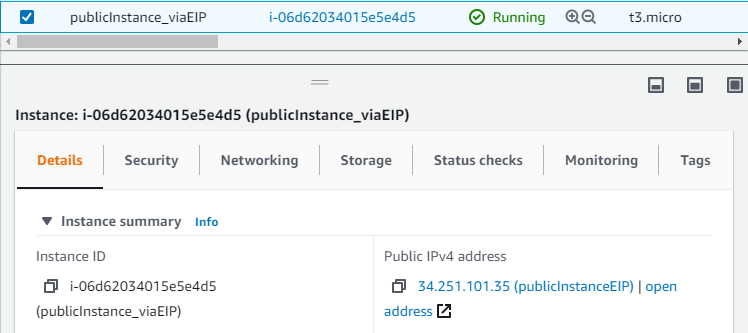 publicInstance_viaEIP i-06d62034015e5e4d5 Running t3.micro
Instance: i-06d62034015e5e4d5 (publicInstance_viaEIP)
Details Security Networking Storage Status checks Monitoring Tags
Instance summary Info
Instance ID
i-06d62034015e5e4d5
(publicInstance_viaEIP)
Public IPv4 address
34.251.101.35 (publicInstanceEIP) | open
address